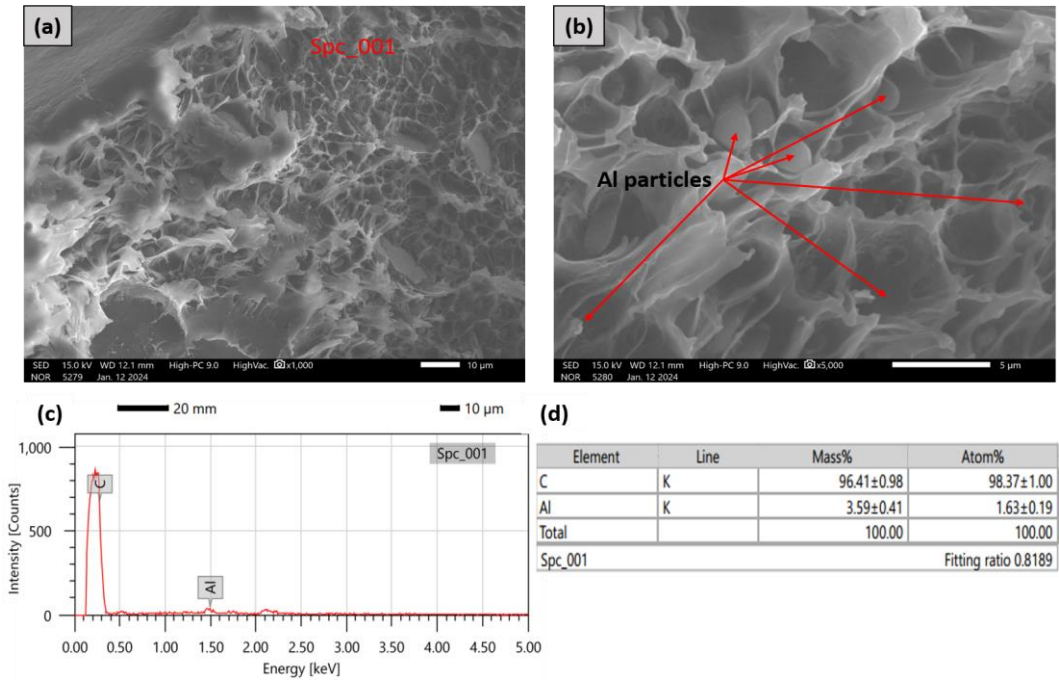 (a)
Spc_001
SED 15.0 kV WD 12.1 mm High-PC 9.0 HighVac. x1,000 10 µm
NOR 5279 Jan. 12 2024
(b)
Al particles
SED 15.0 kV WD 12.1 mm High-PC 9.0 HighVac. x5,000 5 µm
NOR 5280 Jan. 12 2024
(c)
20 mm 10 µm
Spc_001
1,000
500
0
C
Al
Intensity [Counts]
0.00 0.50 1.00 1.50 2.00 2.50 3.00 3.50 4.00 4.50 5.00
Energy [keV]
(d)
Element Line Mass% Atom%
C K 96.41±0.98 98.37±1.00
Al K 3.59±0.41 1.63±0.19
Total 100.00 100.00
Spc_001 Fitting ratio 0.8189